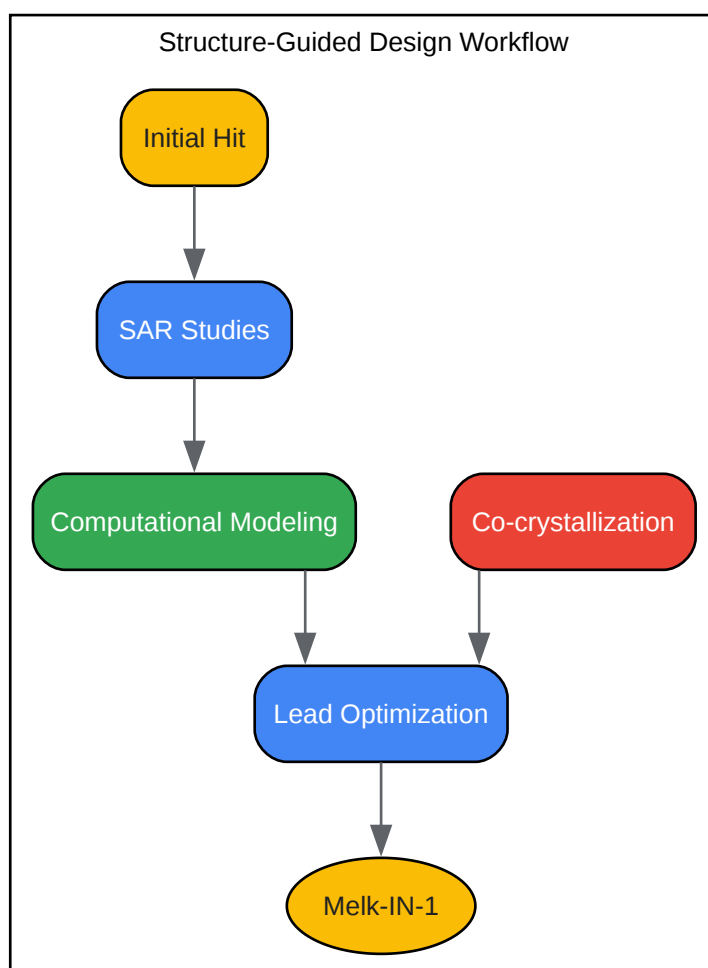 Structure-Guided Design Workflow
Initial Hit
SAR Studies
Computational Modeling
Co-crystallization
Lead Optimization
Melk-IN-1